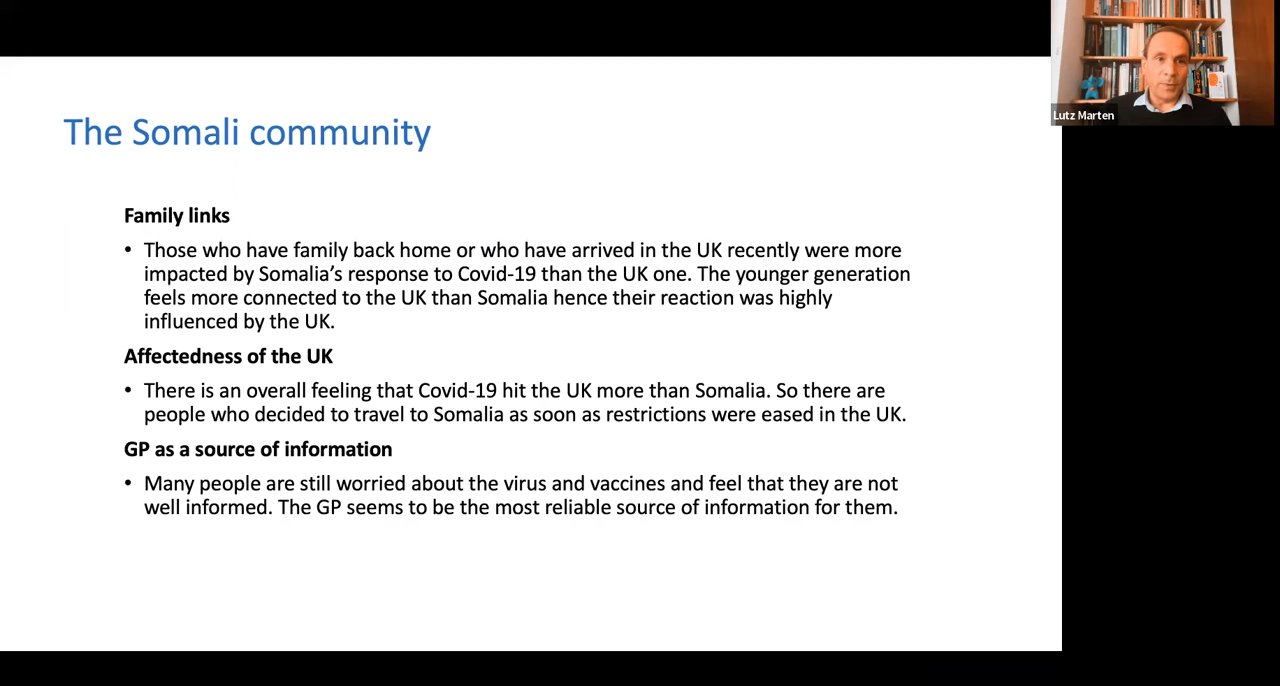 The Somali community
Family links
• Those who have family back home or who have arrived in the UK recently were more
impacted by Somalia's response to Covid-19 than the UK one. The younger generation
feels more connected to the UK than Somalia hence their reaction was highly
influenced by the UK.
Affectedness of the UK
• There is an overall feeling that Covid-19 hit the UK more than Somalia. So there are
people who decided to travel to Somalia as soon as restrictions were eased in the UK.
GP as a source of information
• Many people are still worried about the virus and vaccines and feel that they are not
well informed. The GP seems to be the most reliable source of information for them.
Lutz Marten